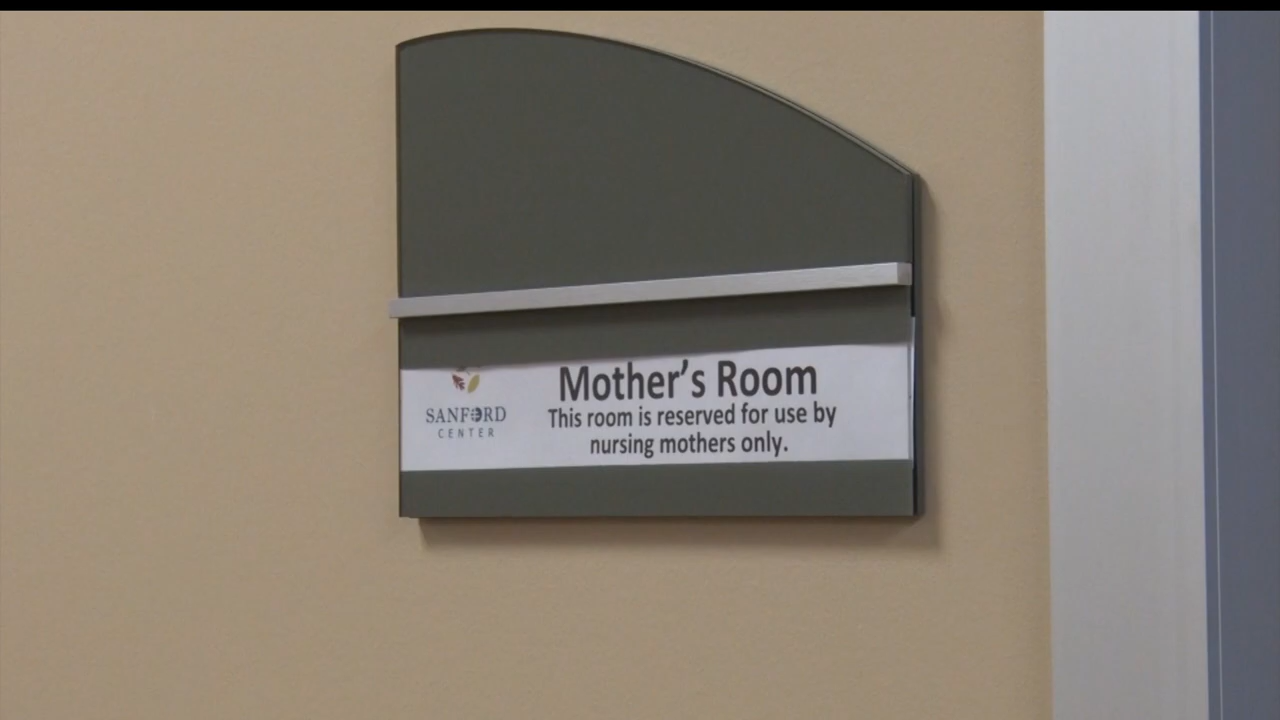 SANFORD
CENTER
Mother's Room
This room is reserved for use by
nursing mothers only.